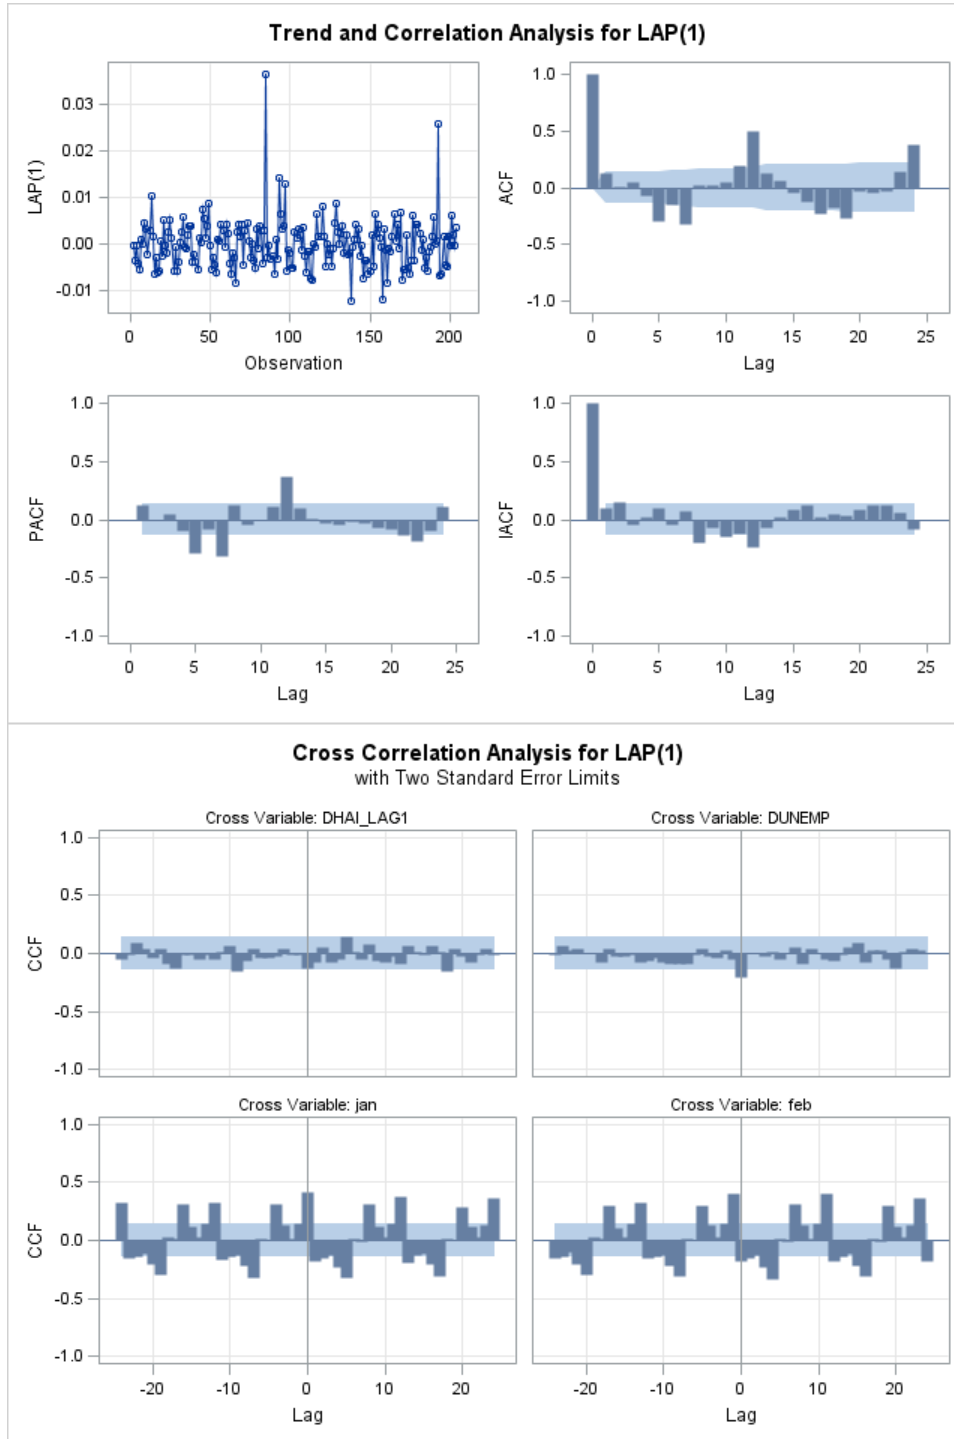 Trend and Correlation Analysis for LAP(1)
LAP(1)
0.03
0.02
0.01
0.00
-0.01
0 50 100 150 200
Observation
ACF
1.0
0.5
0.0
-0.5
-1.0
0 5 10 15 20 25
Lag
PACF
1.0
0.5
0.0
-0.5
-1.0
0 5 10 15 20 25
Lag
IACF
1.0
0.5
0.0
-0.5
-1.0
0 5 10 15 20 25
Lag
Cross Correlation Analysis for LAP(1)
with Two Standard Error Limits
Cross Variable: DHAI_LAG1
Cross Variable: DUNEMP
CCF
1.0
0.5
0.0
-0.5
-1.0
Cross Variable: jan
Cross Variable: feb
CCF
1.0
0.5
0.0
-0.5
-1.0
-20 -10 0 10 20
Lag
-20 -10 0 10 20
Lag